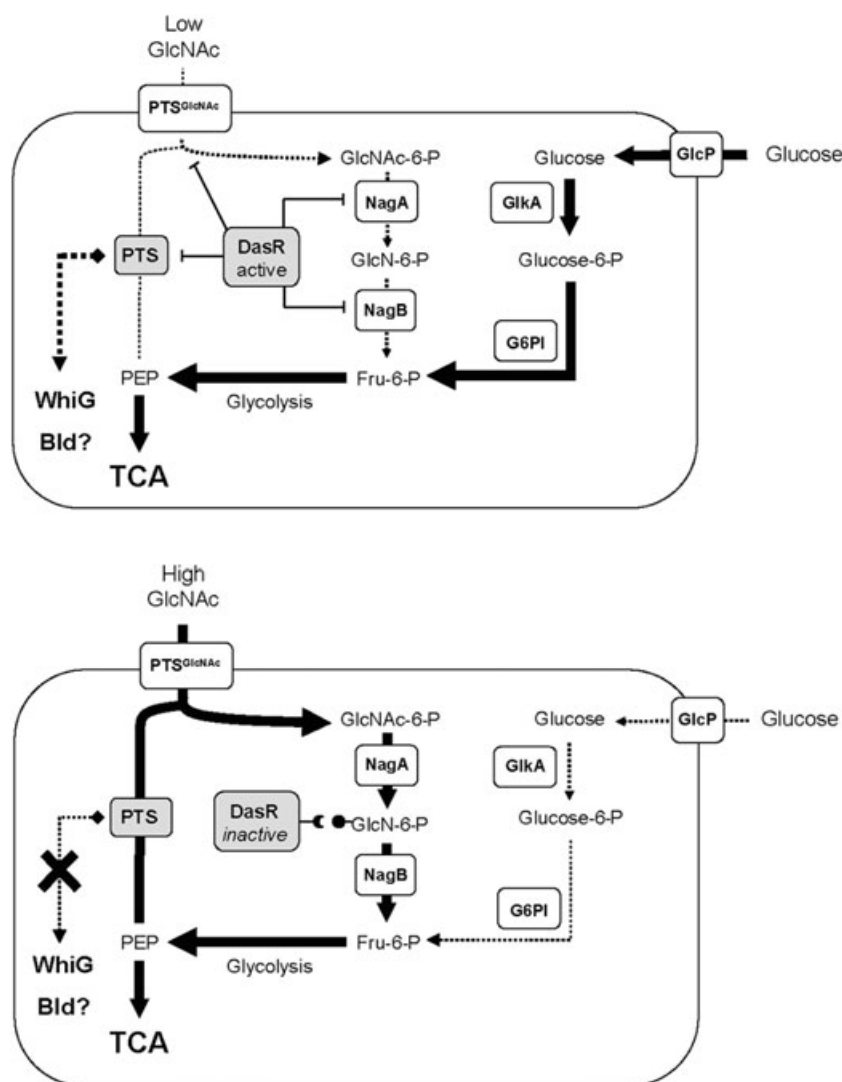 Low
GlcNAc
PTSGlcNAc
GlcNAc-6-P
Glucose
GlcP
Glucose
NagA
GlkA
DasR
active
PTS
GlcN-6-P
Glucose-6-P
NagB
G6PI
PEP
Glycolysis
Fru-6-P
WhiG
Bld?
TCA
High
GlcNAc
PTSGlcNAc
GlcNAc-6-P
Glucose
GlcP
Glucose
NagA
GlkA
DasR
inactive
PTS
GlcN-6-P
Glucose-6-P
NagB
G6PI
PEP
Glycolysis
Fru-6-P
WhiG
Bld?
TCA